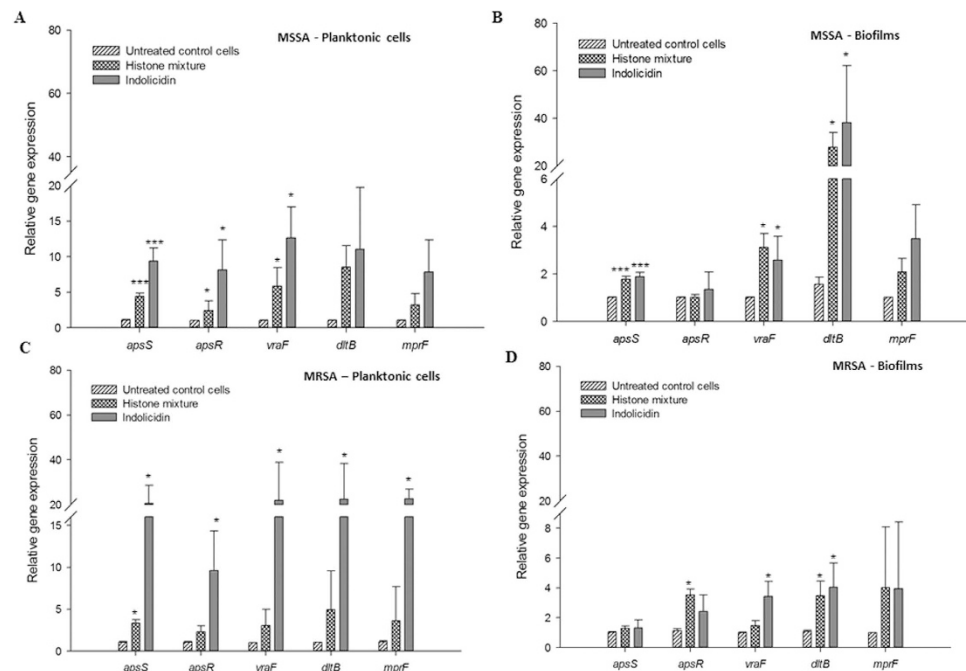 A
MSSA - Planktonic cells
Untreated control cells
Histone mixture
Indolicidin
Relative gene expression
80
60
40
20
15
10
5
0
*** *** * * * *
apsS apsR vraF dltB mprF
B
MSSA - Biofilms
Untreated control cells
Histone mixture
Indolicidin
Relative gene expression
80
60
40
20
6
4
2
0
*** *** * * * *
apsS apsR vraF dltB mprF
C
MRSA – Planktonic cells
Untreated control cells
Histone mixture
Indolicidin
Relative gene expression
80
60
40
20
15
10
5
0
* * * * * *
apsS apsR vraF dltB mprF
D
MRSA - Biofilms
Untreated control cells
Histone mixture
Indolicidin
Relative gene expression
80
60
40
20
8
6
4
2
0
* * * *
apsS apsR vraF dltB mprF